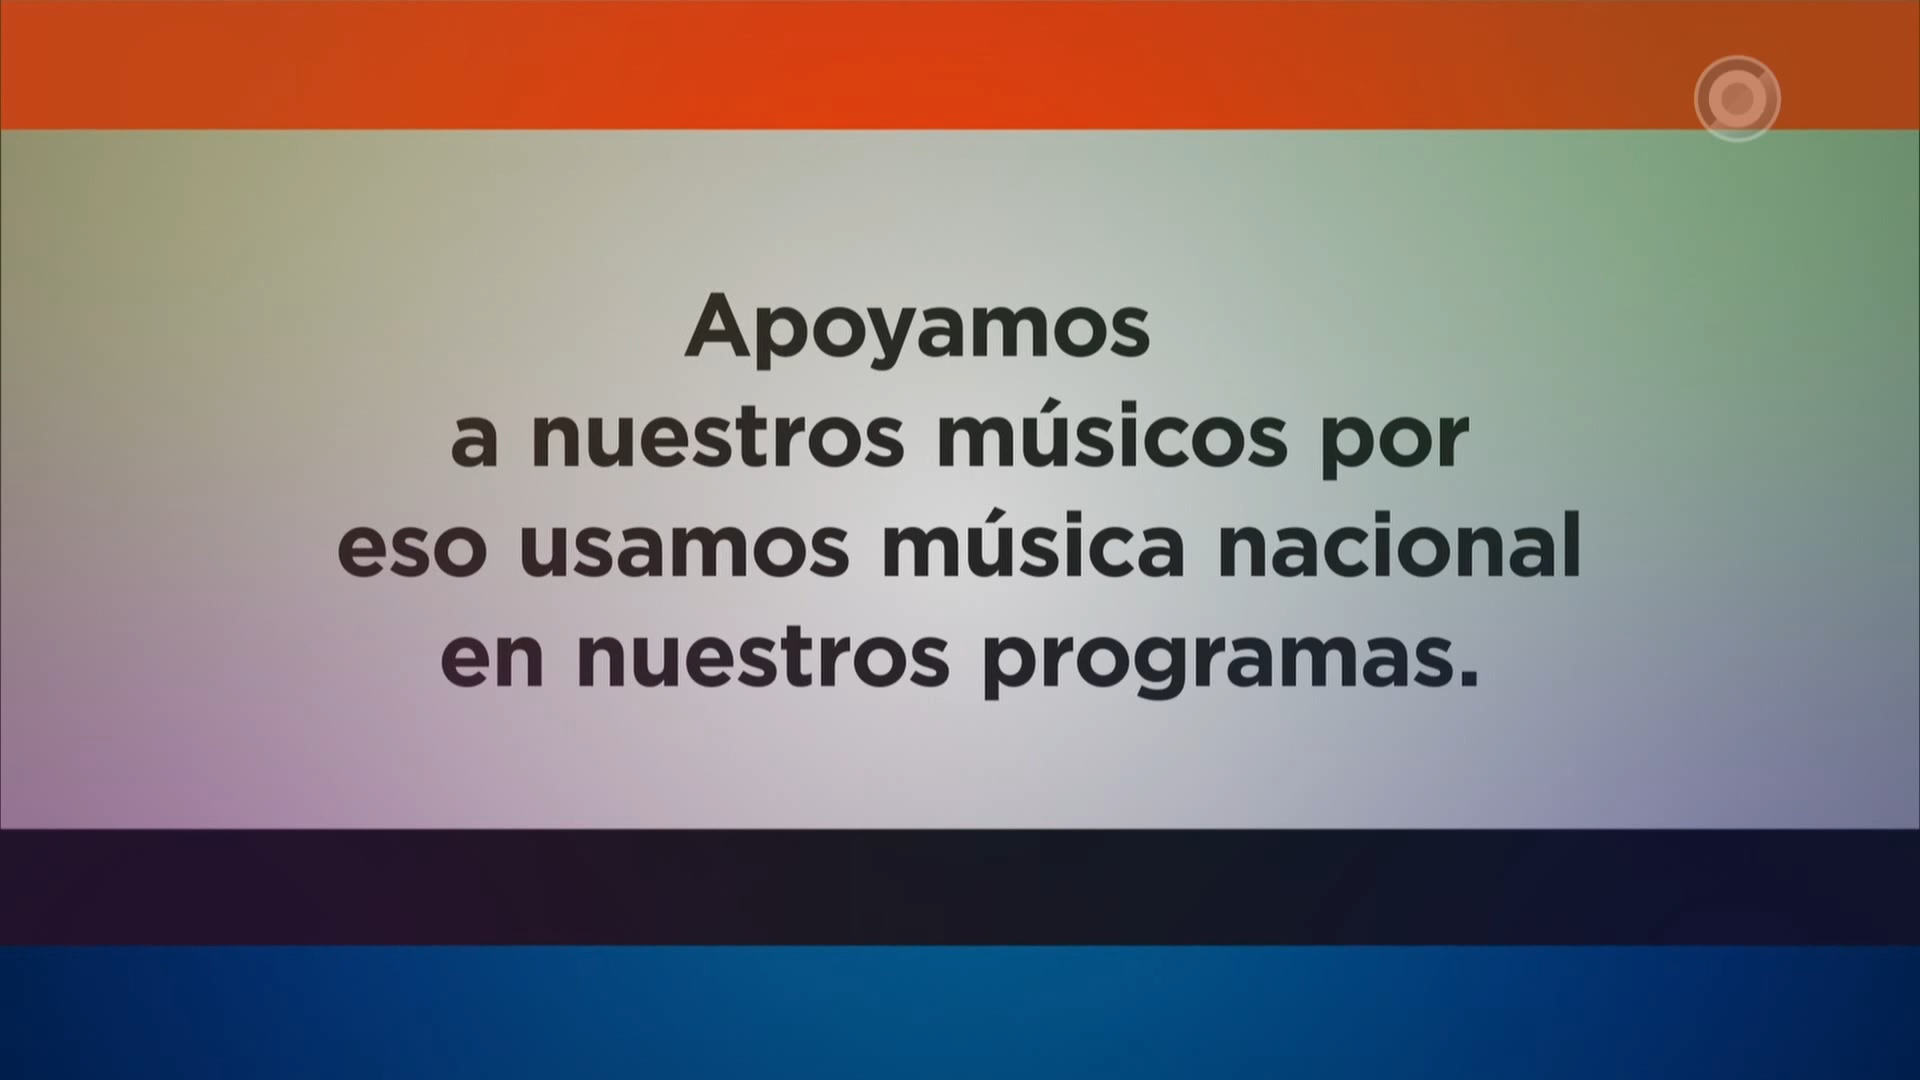 Apoyamos
a nuestros músicos por
eso usamos música nacional
en nuestros programas.